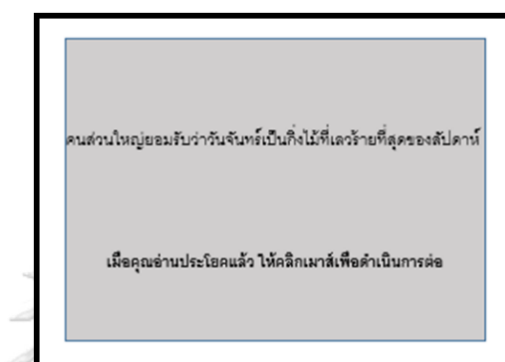 คนส่วนใหญ่ยอมรับว่าวันจันทร์เป็นกิ่งไม้ที่เลวร้ายที่สุดของสัปดาห์
เมื่อคุณอ่านประโยคแล้ว ให้คลิกเมาส์เพื่อดำเนินการต่อ